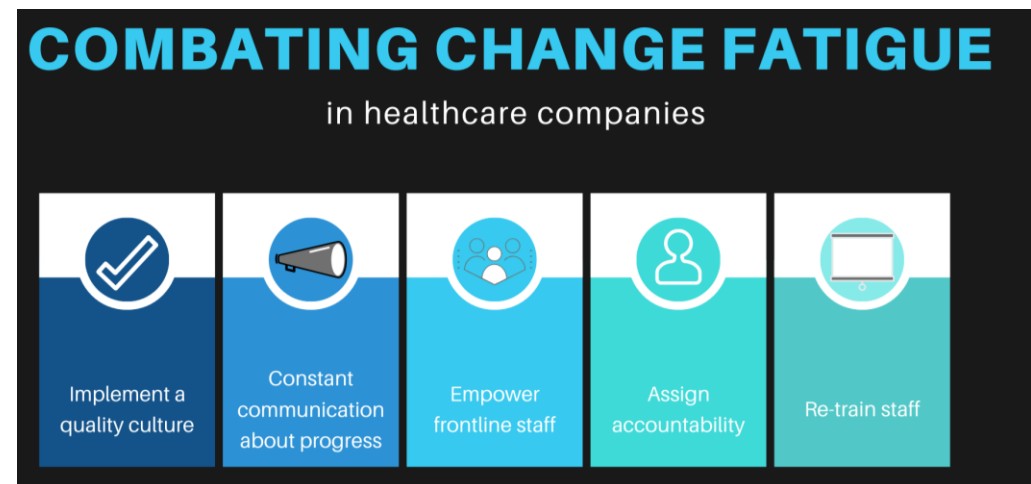 COMBATING CHANGE FATIGUE
in healthcare companies
Implement a
quality culture
Constant
communication
about progress
Empower
frontline staff
Assign
accountability
Re-train staff